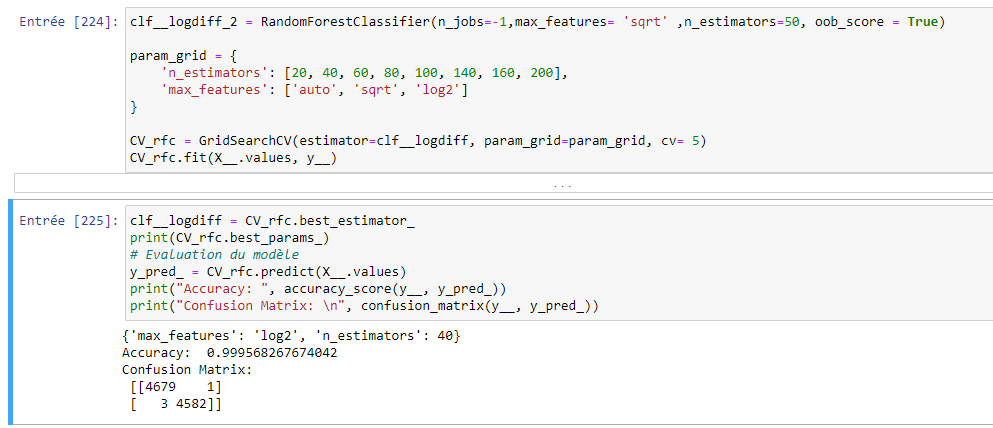 Entrée [224]: clf__logdiff_2 = RandomForestClassifier(n_jobs=-1,max_features= 'sqrt' ,n_estimators=50, oob_score = True)
param_grid = {
'n_estimators': [20, 40, 60, 80, 100, 140, 160, 200],
'max_features': ['auto', 'sqrt', 'log2']
}
CV_rfc = GridSearchCV(estimator=clf__logdiff, param_grid=param_grid, cv= 5)
CV_rfc.fit(X__.values, y__)
...
Entrée [225]: clf__logdiff = CV_rfc.best_estimator_
print(CV_rfc.best_params_)
# Evaluation du modèle
y_pred_ = CV_rfc.predict(X__.values)
print("Accuracy: ", accuracy_score(y__, y_pred_))
print("Confusion Matrix: \n", confusion_matrix(y__, y_pred_))
{'max_features': 'log2', 'n_estimators': 40}
Accuracy:  0.999568267674042
Confusion Matrix:
[[4679    1]
[   3 4582]]